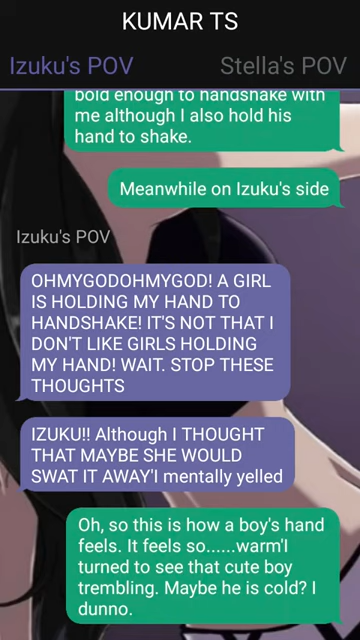 KUMAR TS
Izuku's POV
Stella's POV
bold enough to handshake with
me although I also hold his
hand to shake.
Meanwhile on Izuku's side
Izuku's POV
OHMYGODOHMYGOD! A GIRL
IS HOLDING MY HAND TO
HANDSHAKE! IT'S NOT THAT I
DON'T LIKE GIRLS HOLDING
MY HAND! WAIT. STOP THESE
THOUGHTS
IZUKU!! Although I THOUGHT
THAT MAYBE SHE WOULD
SWAT IT AWAY'I mentally yelled
Oh, so this is how a boy's hand
feels. It feels so......warm'I
turned to see that cute boy
trembling. Maybe he is cold? I
dunno.